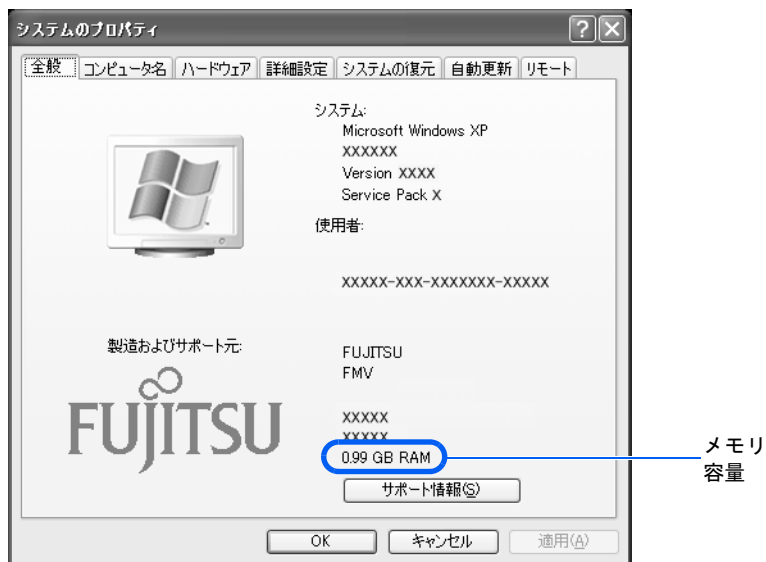 システムのプロパティ
全般 コンピュータ名 ハードウェア 詳細設定 システムの復元 自動更新 リモート
システム:
Microsoft Windows XP
XXXXXX
Version XXXX
Service Pack X
使用者:
XXXXX-XXX-XXXXXXX-XXXXX
製造およびサポート元:
FUJITSU
FMV
FUJITSU
XXXXX
XXXXX
0.99 GB RAM
メモリ
容量
サポート情報(S)
OK キャンセル 適用(A)